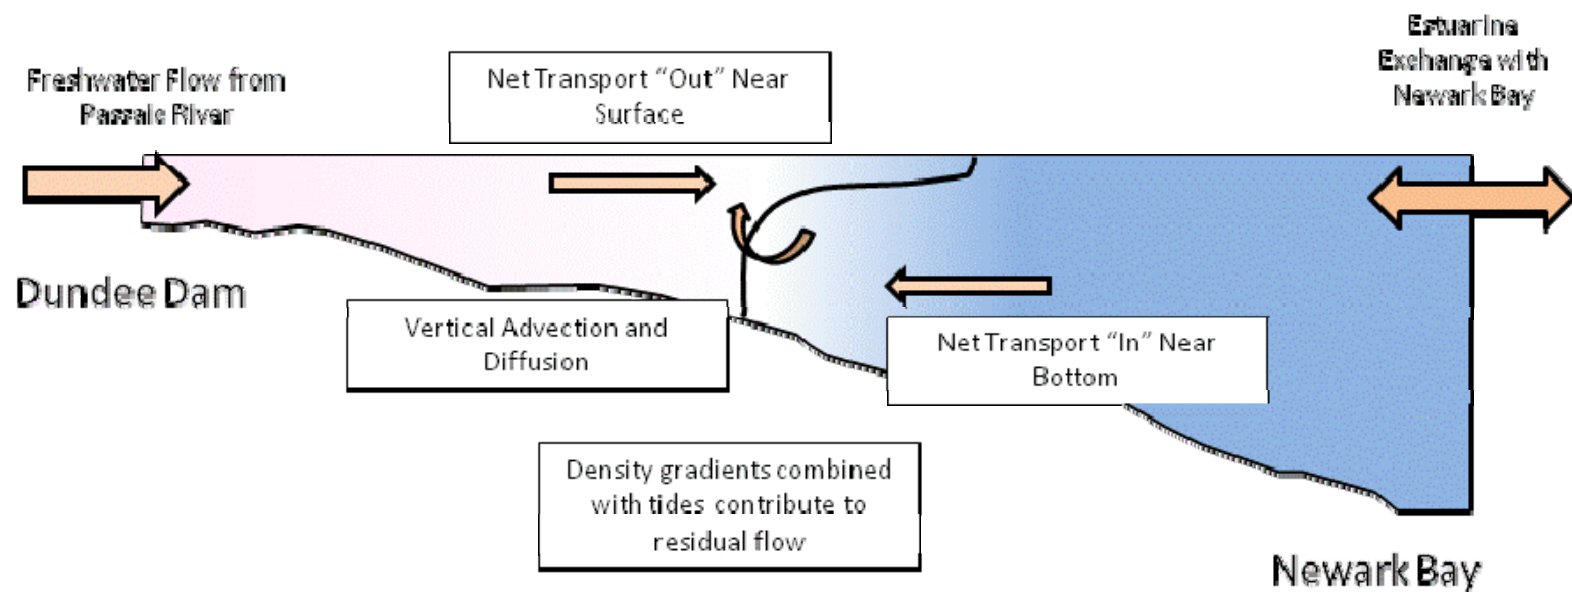 Freshwater Flow from
Passaic River
Net Transport “Out” Near
Surface
Estuarine
Exchange with
Newark Bay
Dundee Dam
Vertical Advection and
Diffusion
Net Transport “In” Near
Bottom
Density gradients combined
with tides contribute to
residual flow
Newark Bay